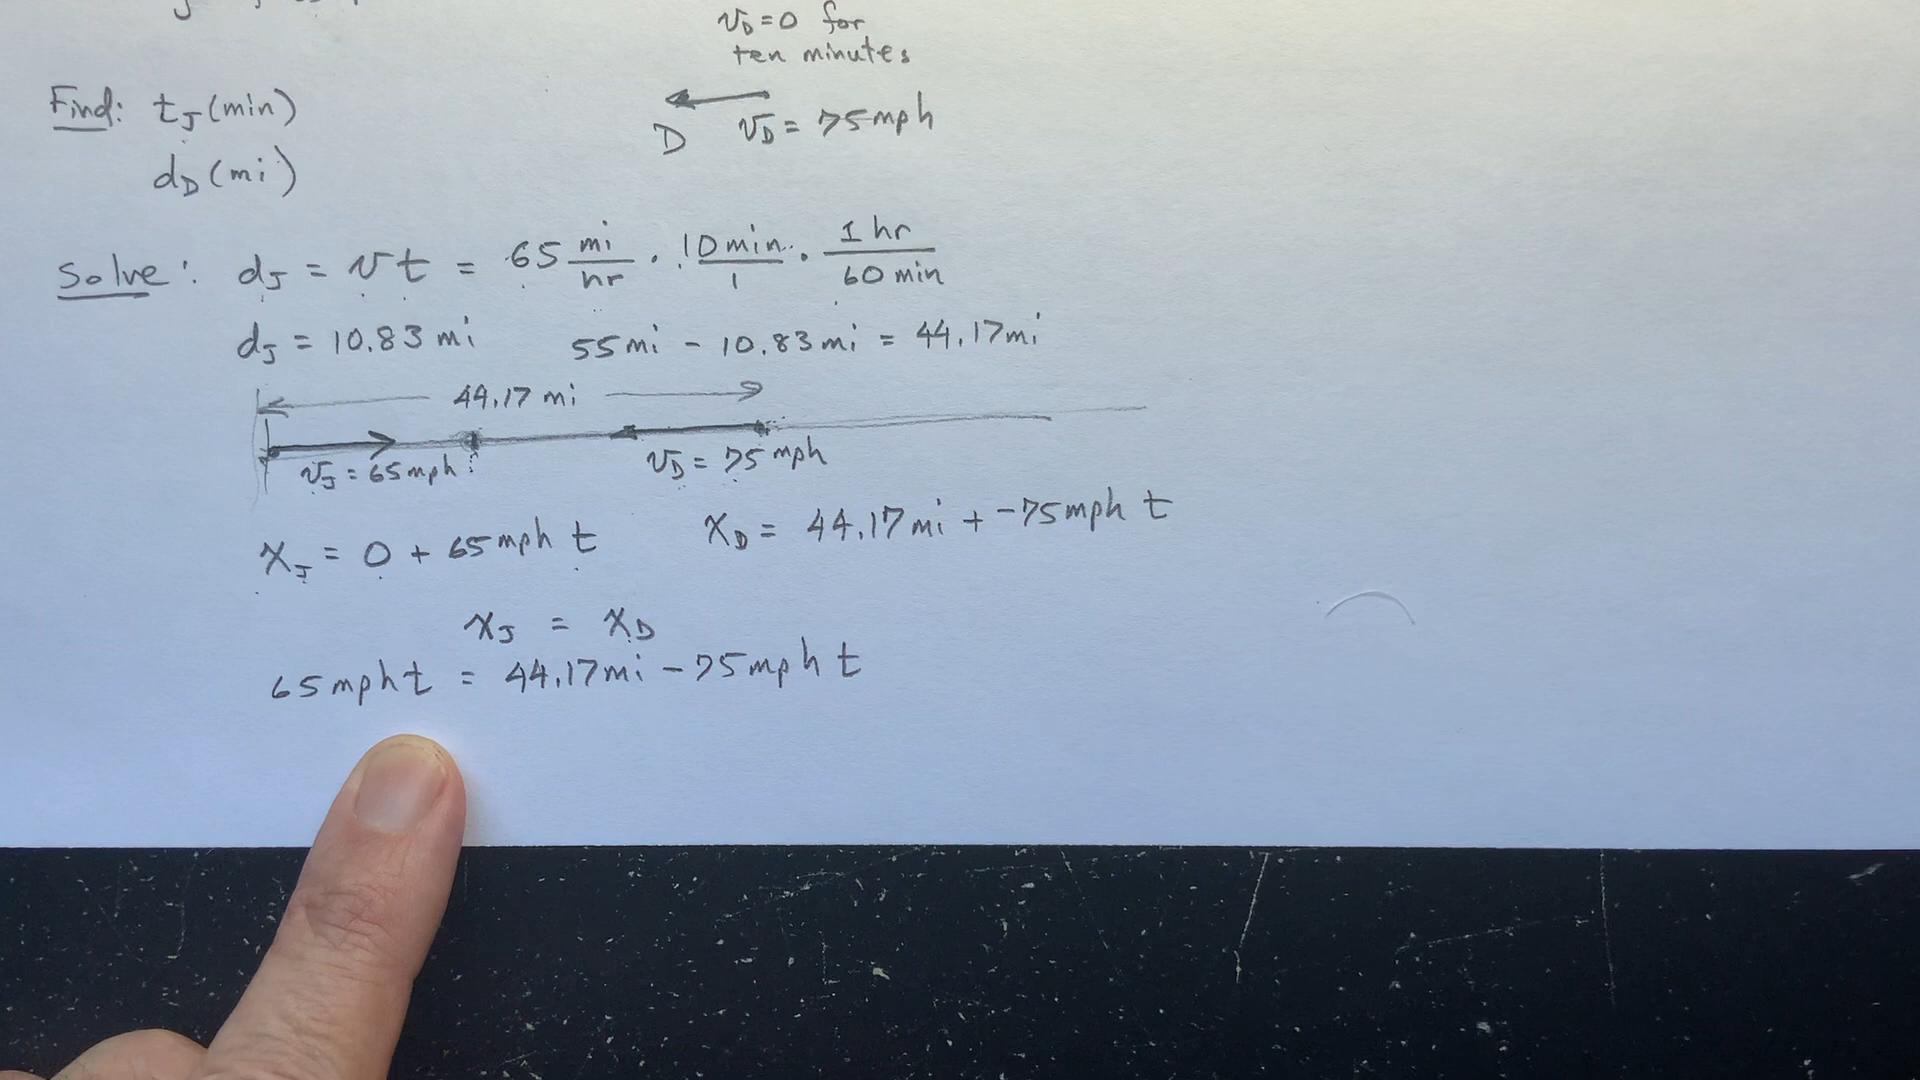 v_D = 0 for
ten minutes
Find: t_J (min)
D v_D = 75 mph
d_D (mi)
Solve: d_J = v t = 65 mi/hr · 10 min/1 · 1 hr/60 min
d_J = 10.83 mi 55 mi - 10.83 mi = 44.17 mi
44.17 mi
v_J = 65 mph v_D = 75 mph
x_J = 0 + 65 mph t x_D = 44.17 mi + -75 mph t
x_J = x_D
65 mph t = 44.17 mi - 75 mph t